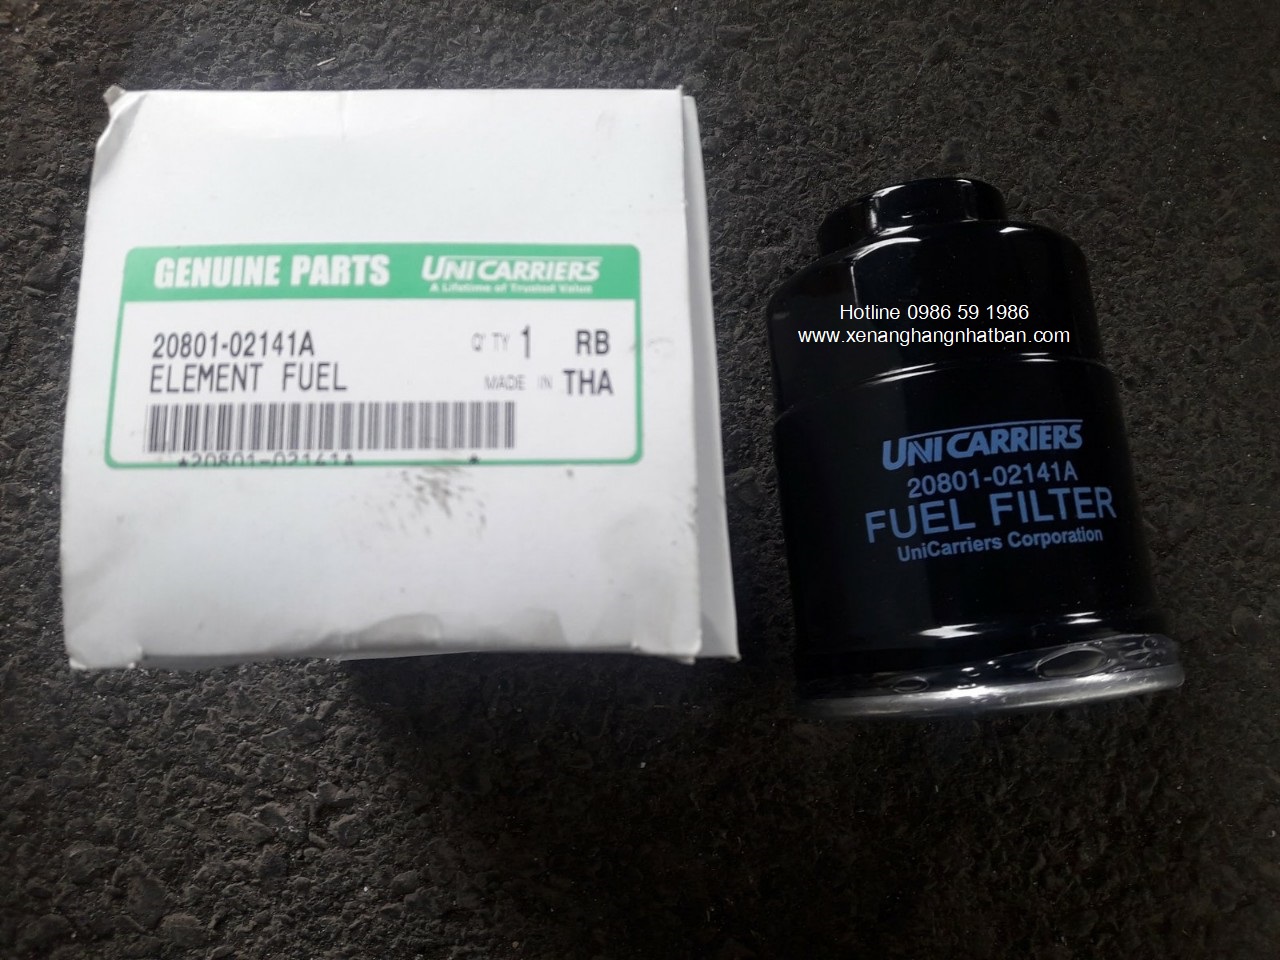 GENUINE PARTS UNICARRIERS
A Lifetime of Trusted Value
20801-02141A Q'TY 1 RB
ELEMENT FUEL MADE IN THA
*20801-02141A *
Hotline 0986 59 1986
www.xenanghangnhatban.com
UNICARRIERS
20801-02141A
FUEL FILTER
UniCarriers Corporation